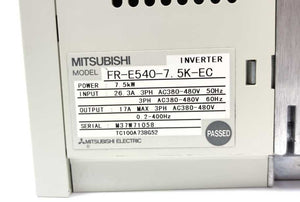 MITSUBISHI INVERTER
MODEL FR-E540-7.5K-EC
POWER : 7.5kW
INPUT : 26.3A 3PH AC380-480V 50Hz
3PH AC380-480V 60Hz
OUTPUT : 17A MAX 3PH AC380-480V
0.2-400Hz
SERIAL : M37W71058
TC100A738G52
PASSED
MITSUBISHI ELECTRIC